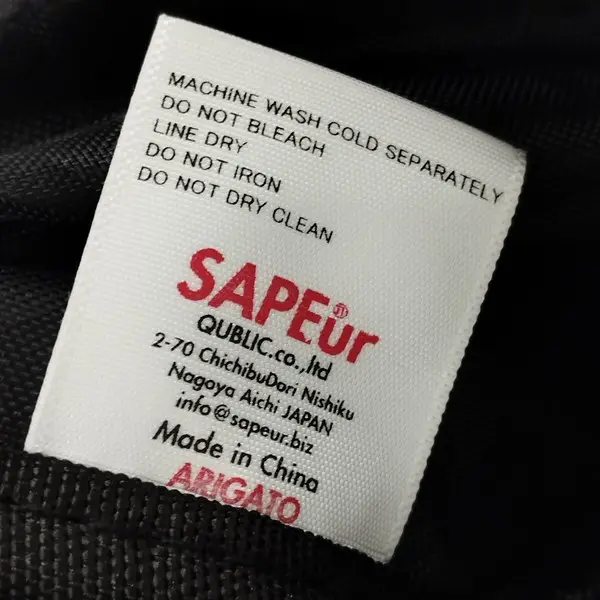 MACHINE WASH COLD SEPARATELY
DO NOT BLEACH
LINE DRY
DO NOT IRON
DO NOT DRY CLEAN
SAPEur
QUBLIC.co.,ltd
2-70 ChichibuDori Nishiku
Nagoya Aichi JAPAN
info@sapeur.biz
Made in China
ARIGATO